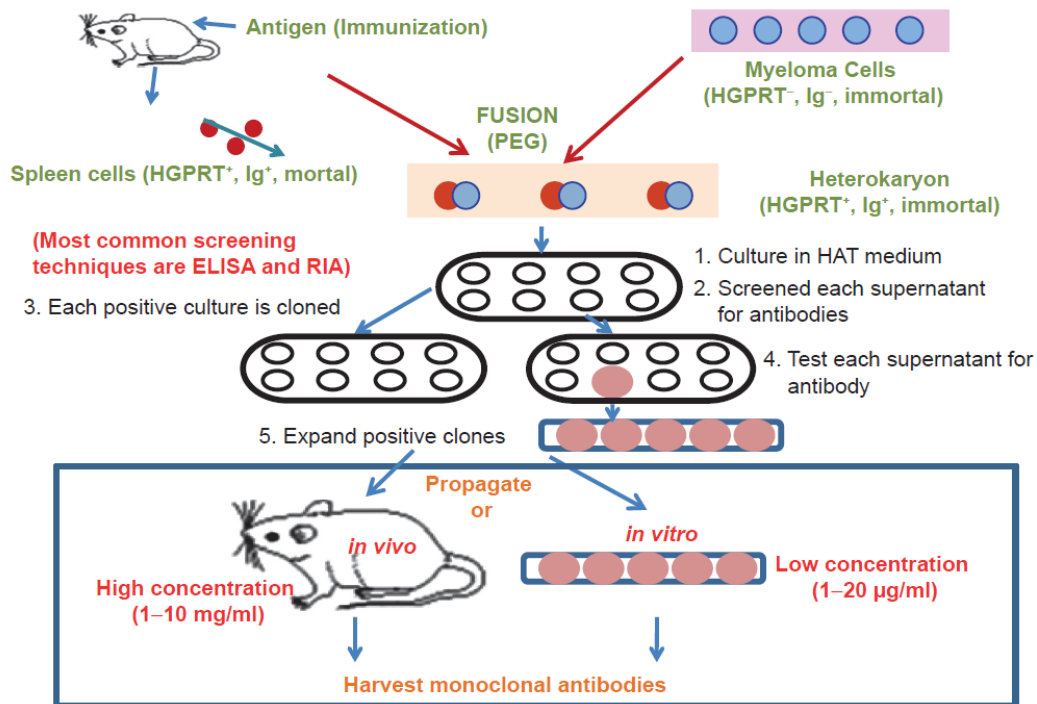 Antigen (Immunization)
Myeloma Cells
(HGPRT⁻, Ig⁻, immortal)
FUSION
(PEG)
Spleen cells (HGPRT⁺, Ig⁺, mortal)
Heterokaryon
(HGPRT⁺, Ig⁺, immortal)
(Most common screening
techniques are ELISA and RIA)
1. Culture in HAT medium
2. Screened each supernatant
for antibodies
3. Each positive culture is cloned
4. Test each supernatant for
antibody
5. Expand positive clones
Propagate
or
in vivo
in vitro
High concentration
(1–10 mg/ml)
Low concentration
(1–20 µg/ml)
Harvest monoclonal antibodies